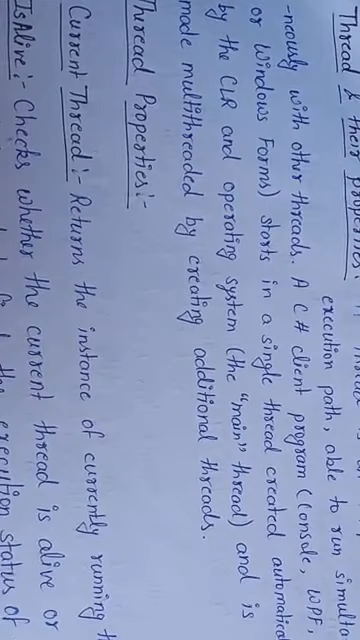 Thread & their Properties
execution path, able to run simulta
-neously with other threads. A C# client program (Console, WPF
or Windows Forms) starts in a single thread created automatica
by the CLR and operating system (the "main" thread) and is
made multithreaded by creating additional threads.
Thread Properties:-
Current Thread:- Returns the instance of currently running
IsAlive:- Checks whether the current thread is alive or
the execution status of